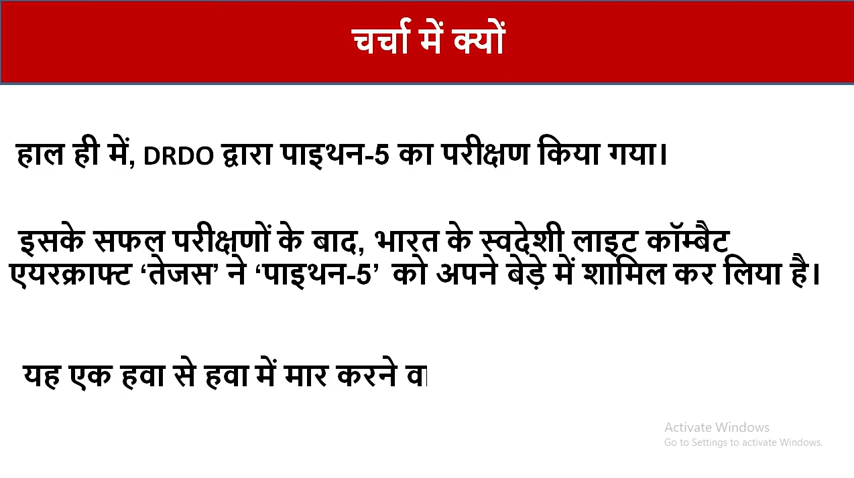 चर्चा में क्यों
हाल ही में, DRDO द्वारा पाइथन-5 का परीक्षण किया गया।
इसके सफल परीक्षणों के बाद, भारत के स्वदेशी लाइट कॉम्बैट
एयरक्राफ्ट ‘तेजस’ ने ‘पाइथन-5’ को अपने बेड़े में शामिल कर लिया है।
यह एक हवा से हवा में मार करने
Activate Windows
Go to Settings to activate Windows.